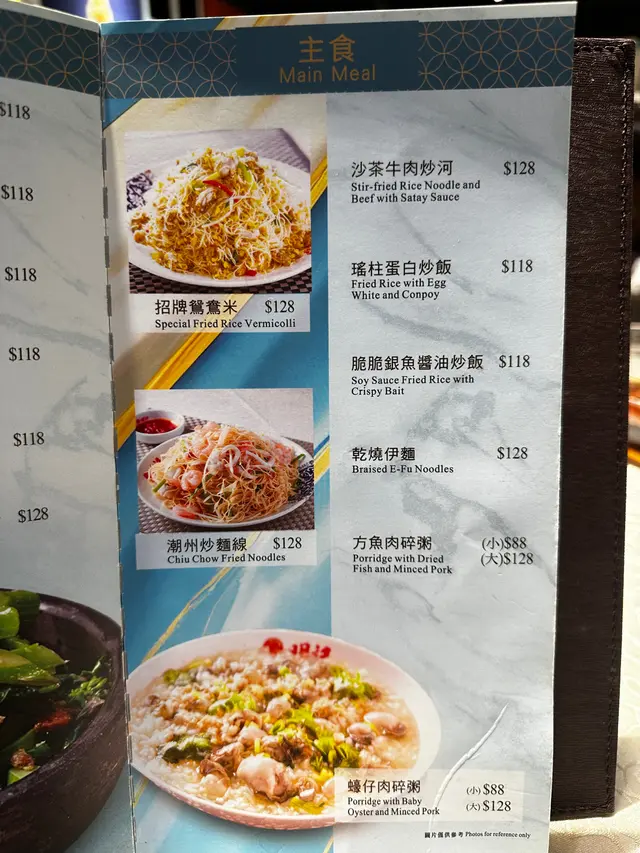 $118
$118
$118
$118
$118
$128
主食
Main Meal
招牌鴛鴦米 $128
Special Fried Rice Vermicolli
潮州炒麵線 $128
Chiu Chow Fried Noodles
沙茶牛肉炒河 $128
Stir-fried Rice Noodle and
Beef with Satay Sauce
瑤柱蛋白炒飯 $118
Fried Rice with Egg
White and Conpoy
脆脆銀魚醬油炒飯 $118
Soy Sauce Fried Rice with
Crispy Bait
乾燒伊麵 $128
Braised E-Fu Noodles
方魚肉碎粥 (小)$88
Porridge with Dried (大)$128
Fish and Minced Pork
蠔仔肉碎粥 (小) $88
Porridge with Baby (大) $128
Oyster and Minced Pork
圖片僅供參考 Photos for reference only